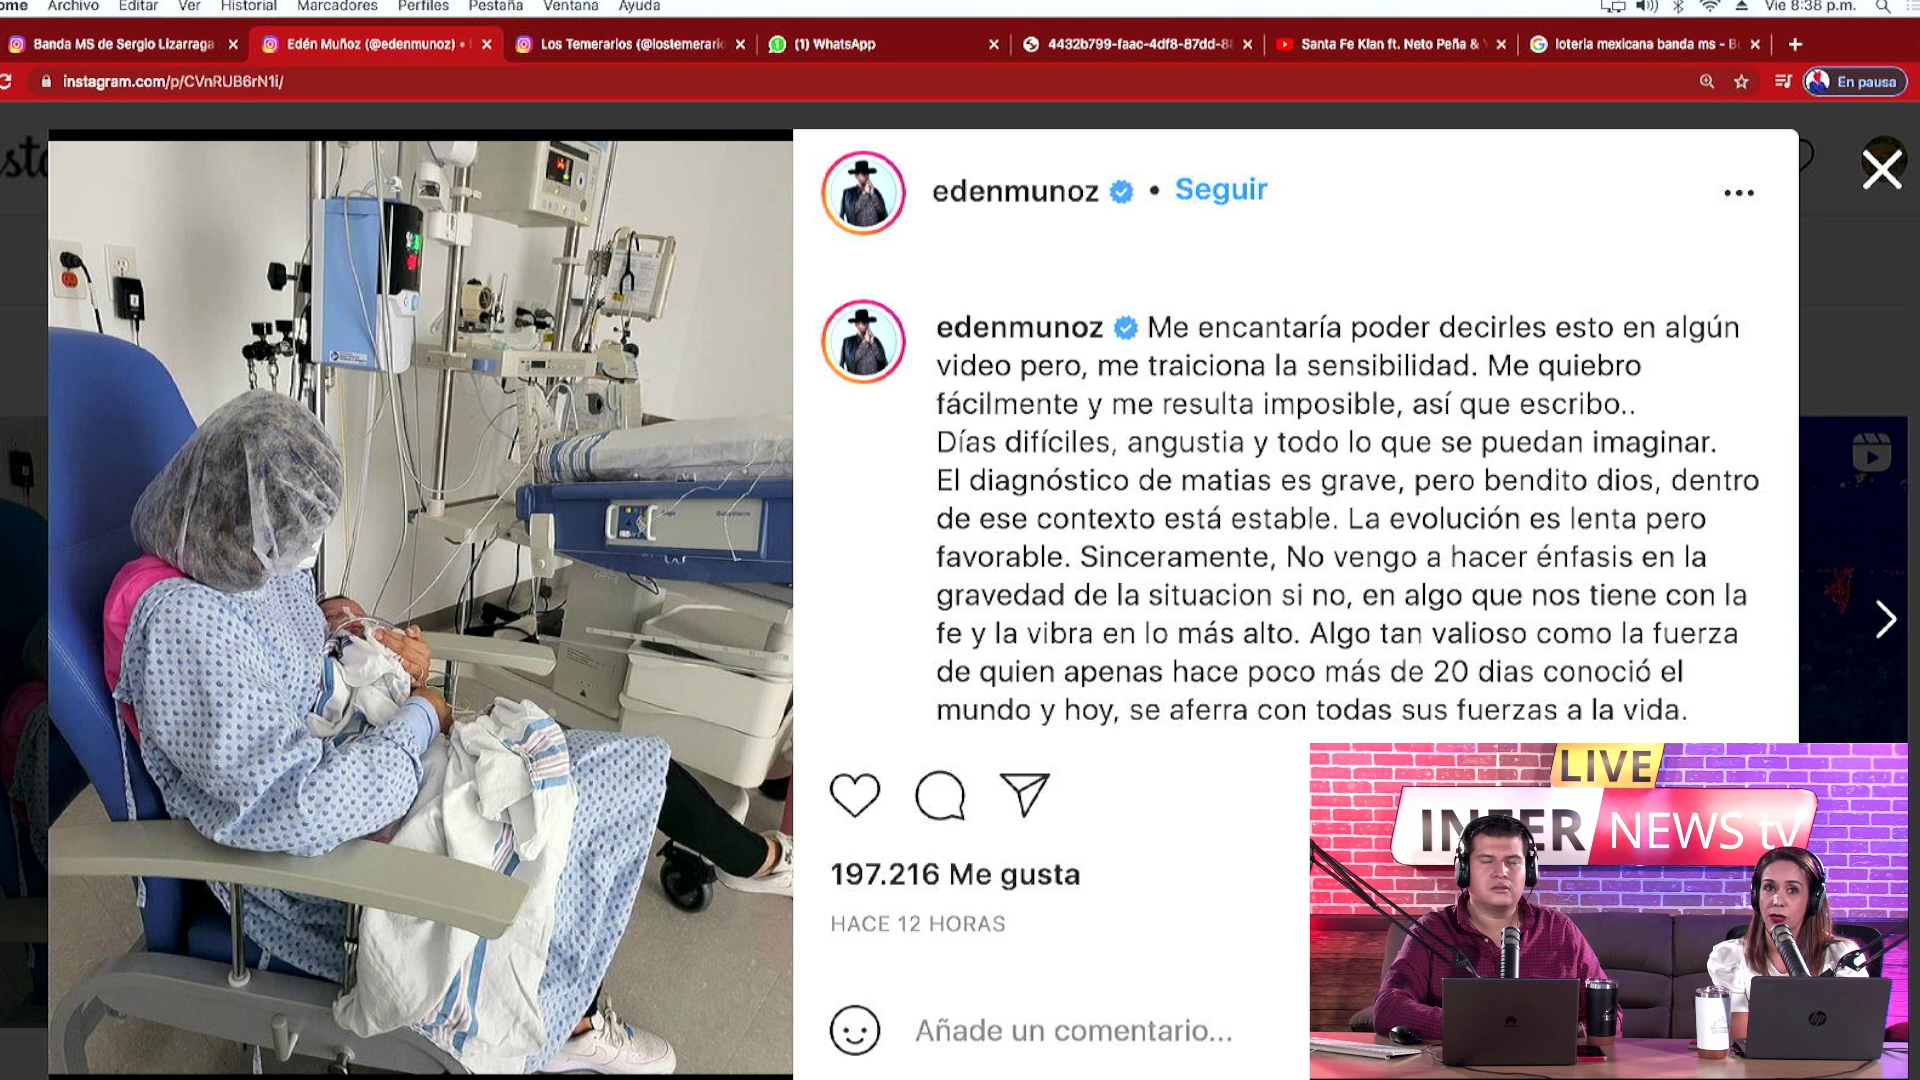 Archivo Editar Ver Historial Marcadores Perfiles Pestaña Ventana Ayuda Vie 8:38 p.m.
Banda MS de Sergio Lizarraga Edén Muñoz (@edenmunoz) • Los Temerarios (@lostemerario (1) WhatsApp 4432b799-faac-4df8-87dd-8 Santa Fe Klan ft. Neto Peña & loteria mexicana banda ms - B
instagram.com/p/CVnRUB6rN1i/ En pausa
edenmunoz • Seguir
edenmunoz Me encantaría poder decirles esto en algún
video pero, me traiciona la sensibilidad. Me quiebro
fácilmente y me resulta imposible, así que escribo..
Días difíciles, angustia y todo lo que se puedan imaginar.
El diagnóstico de matias es grave, pero bendito dios, dentro
de ese contexto está estable. La evolución es lenta pero
favorable. Sinceramente, No vengo a hacer énfasis en la
gravedad de la situacion si no, en algo que nos tiene con la
fe y la vibra en lo más alto. Algo tan valioso como la fuerza
de quien apenas hace poco más de 20 dias conoció el
mundo y hoy, se aferra con todas sus fuerzas a la vida.
197.216 Me gusta
HACE 12 HORAS
Añade un comentario...
LIVE
NEWS tv
hp